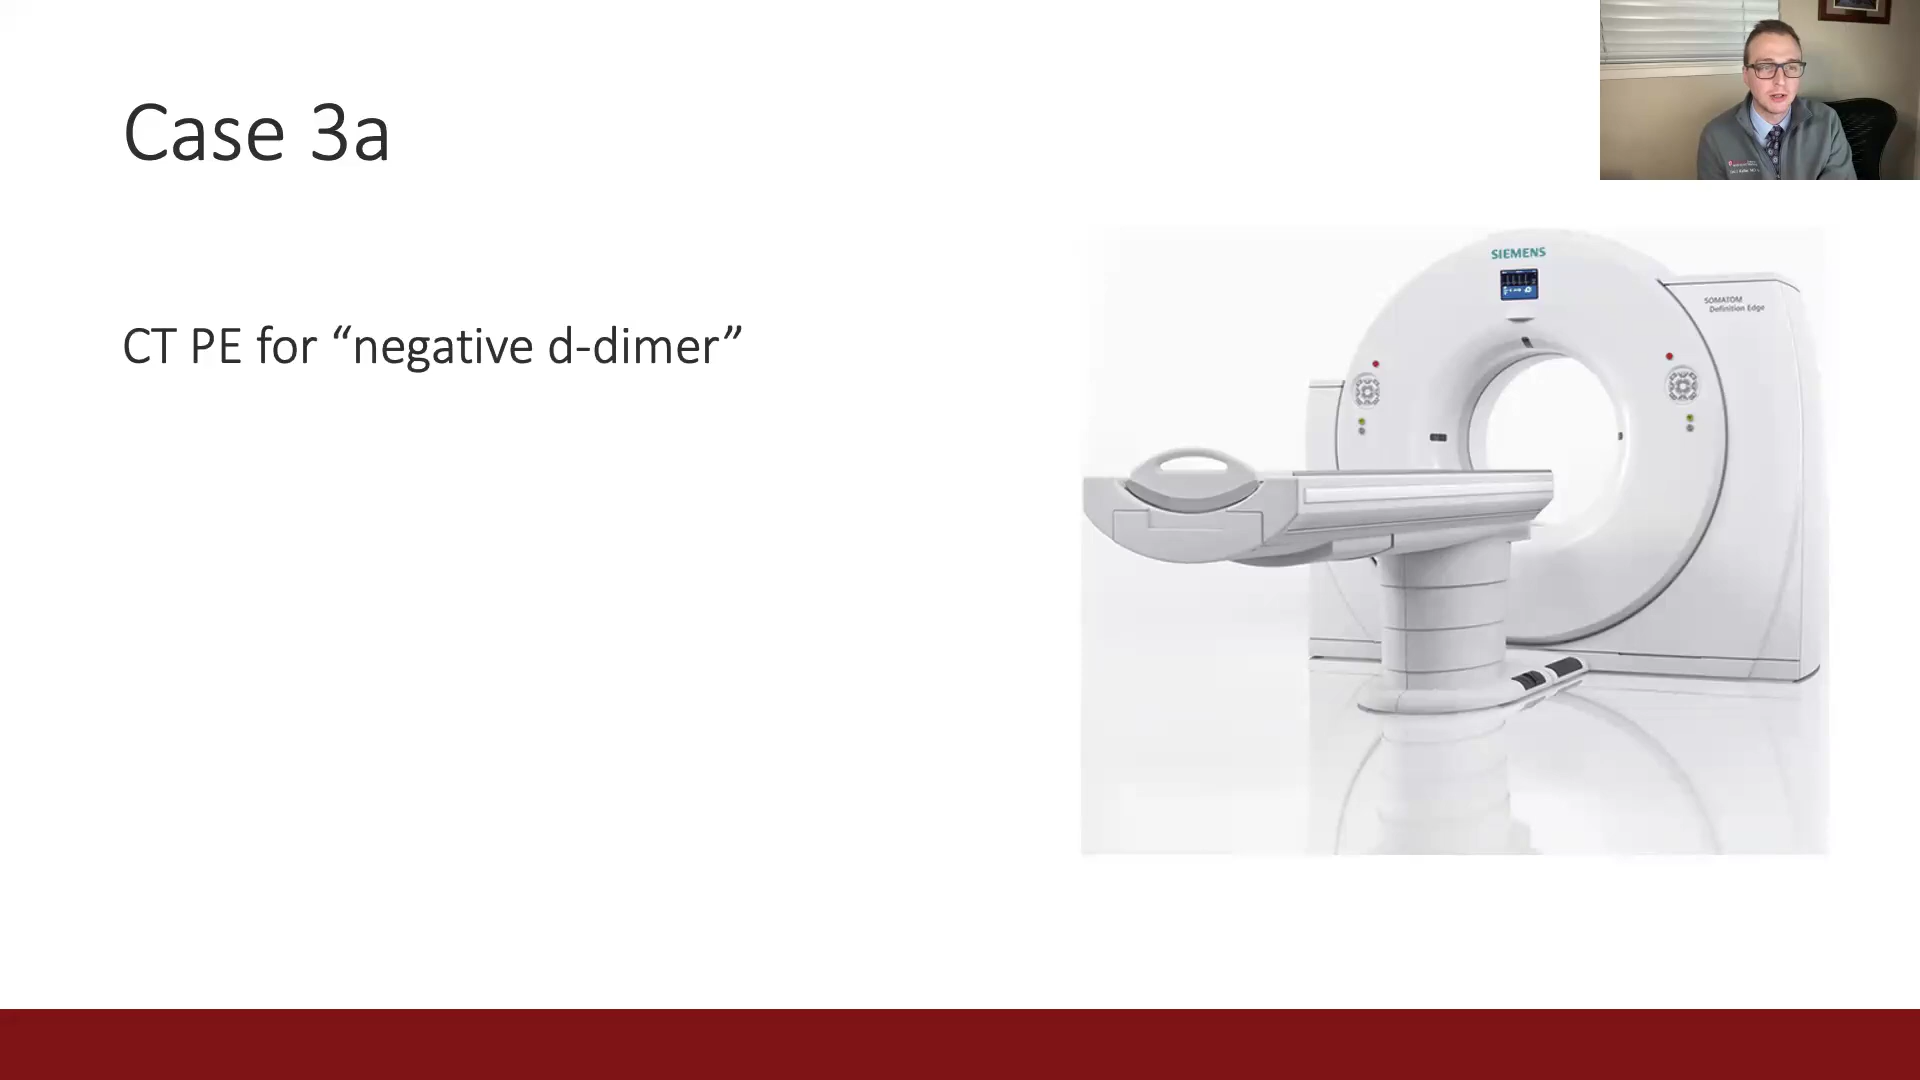 Case 3a
CT PE for “negative d-dimer”
SIEMENS
SOMATOM
Definition Edge